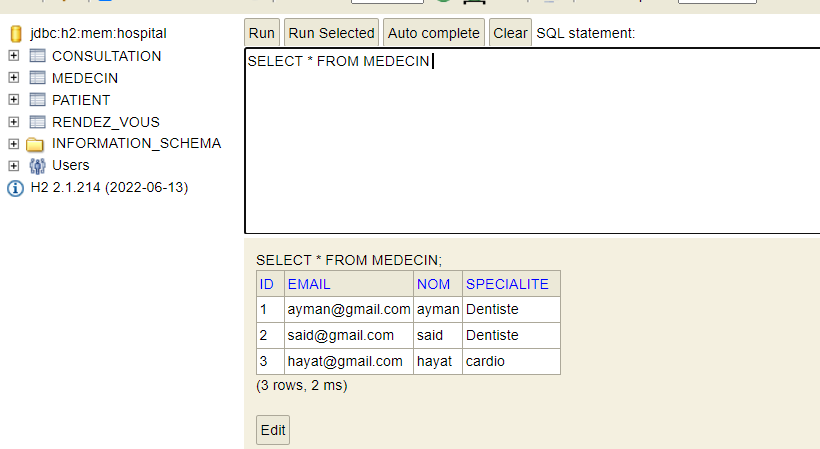 jdbc:h2:mem:hospital
CONSULTATION
MEDECIN
PATIENT
RENDEZ_VOUS
INFORMATION_SCHEMA
Users
H2 2.1.214 (2022-06-13)
Run Run Selected Auto complete Clear SQL statement:
SELECT * FROM MEDECIN
SELECT * FROM MEDECIN;
ID EMAIL NOM SPECIALITE
1 ayman@gmail.com ayman Dentiste
2 said@gmail.com said Dentiste
3 hayat@gmail.com hayat cardio
(3 rows, 2 ms)
Edit